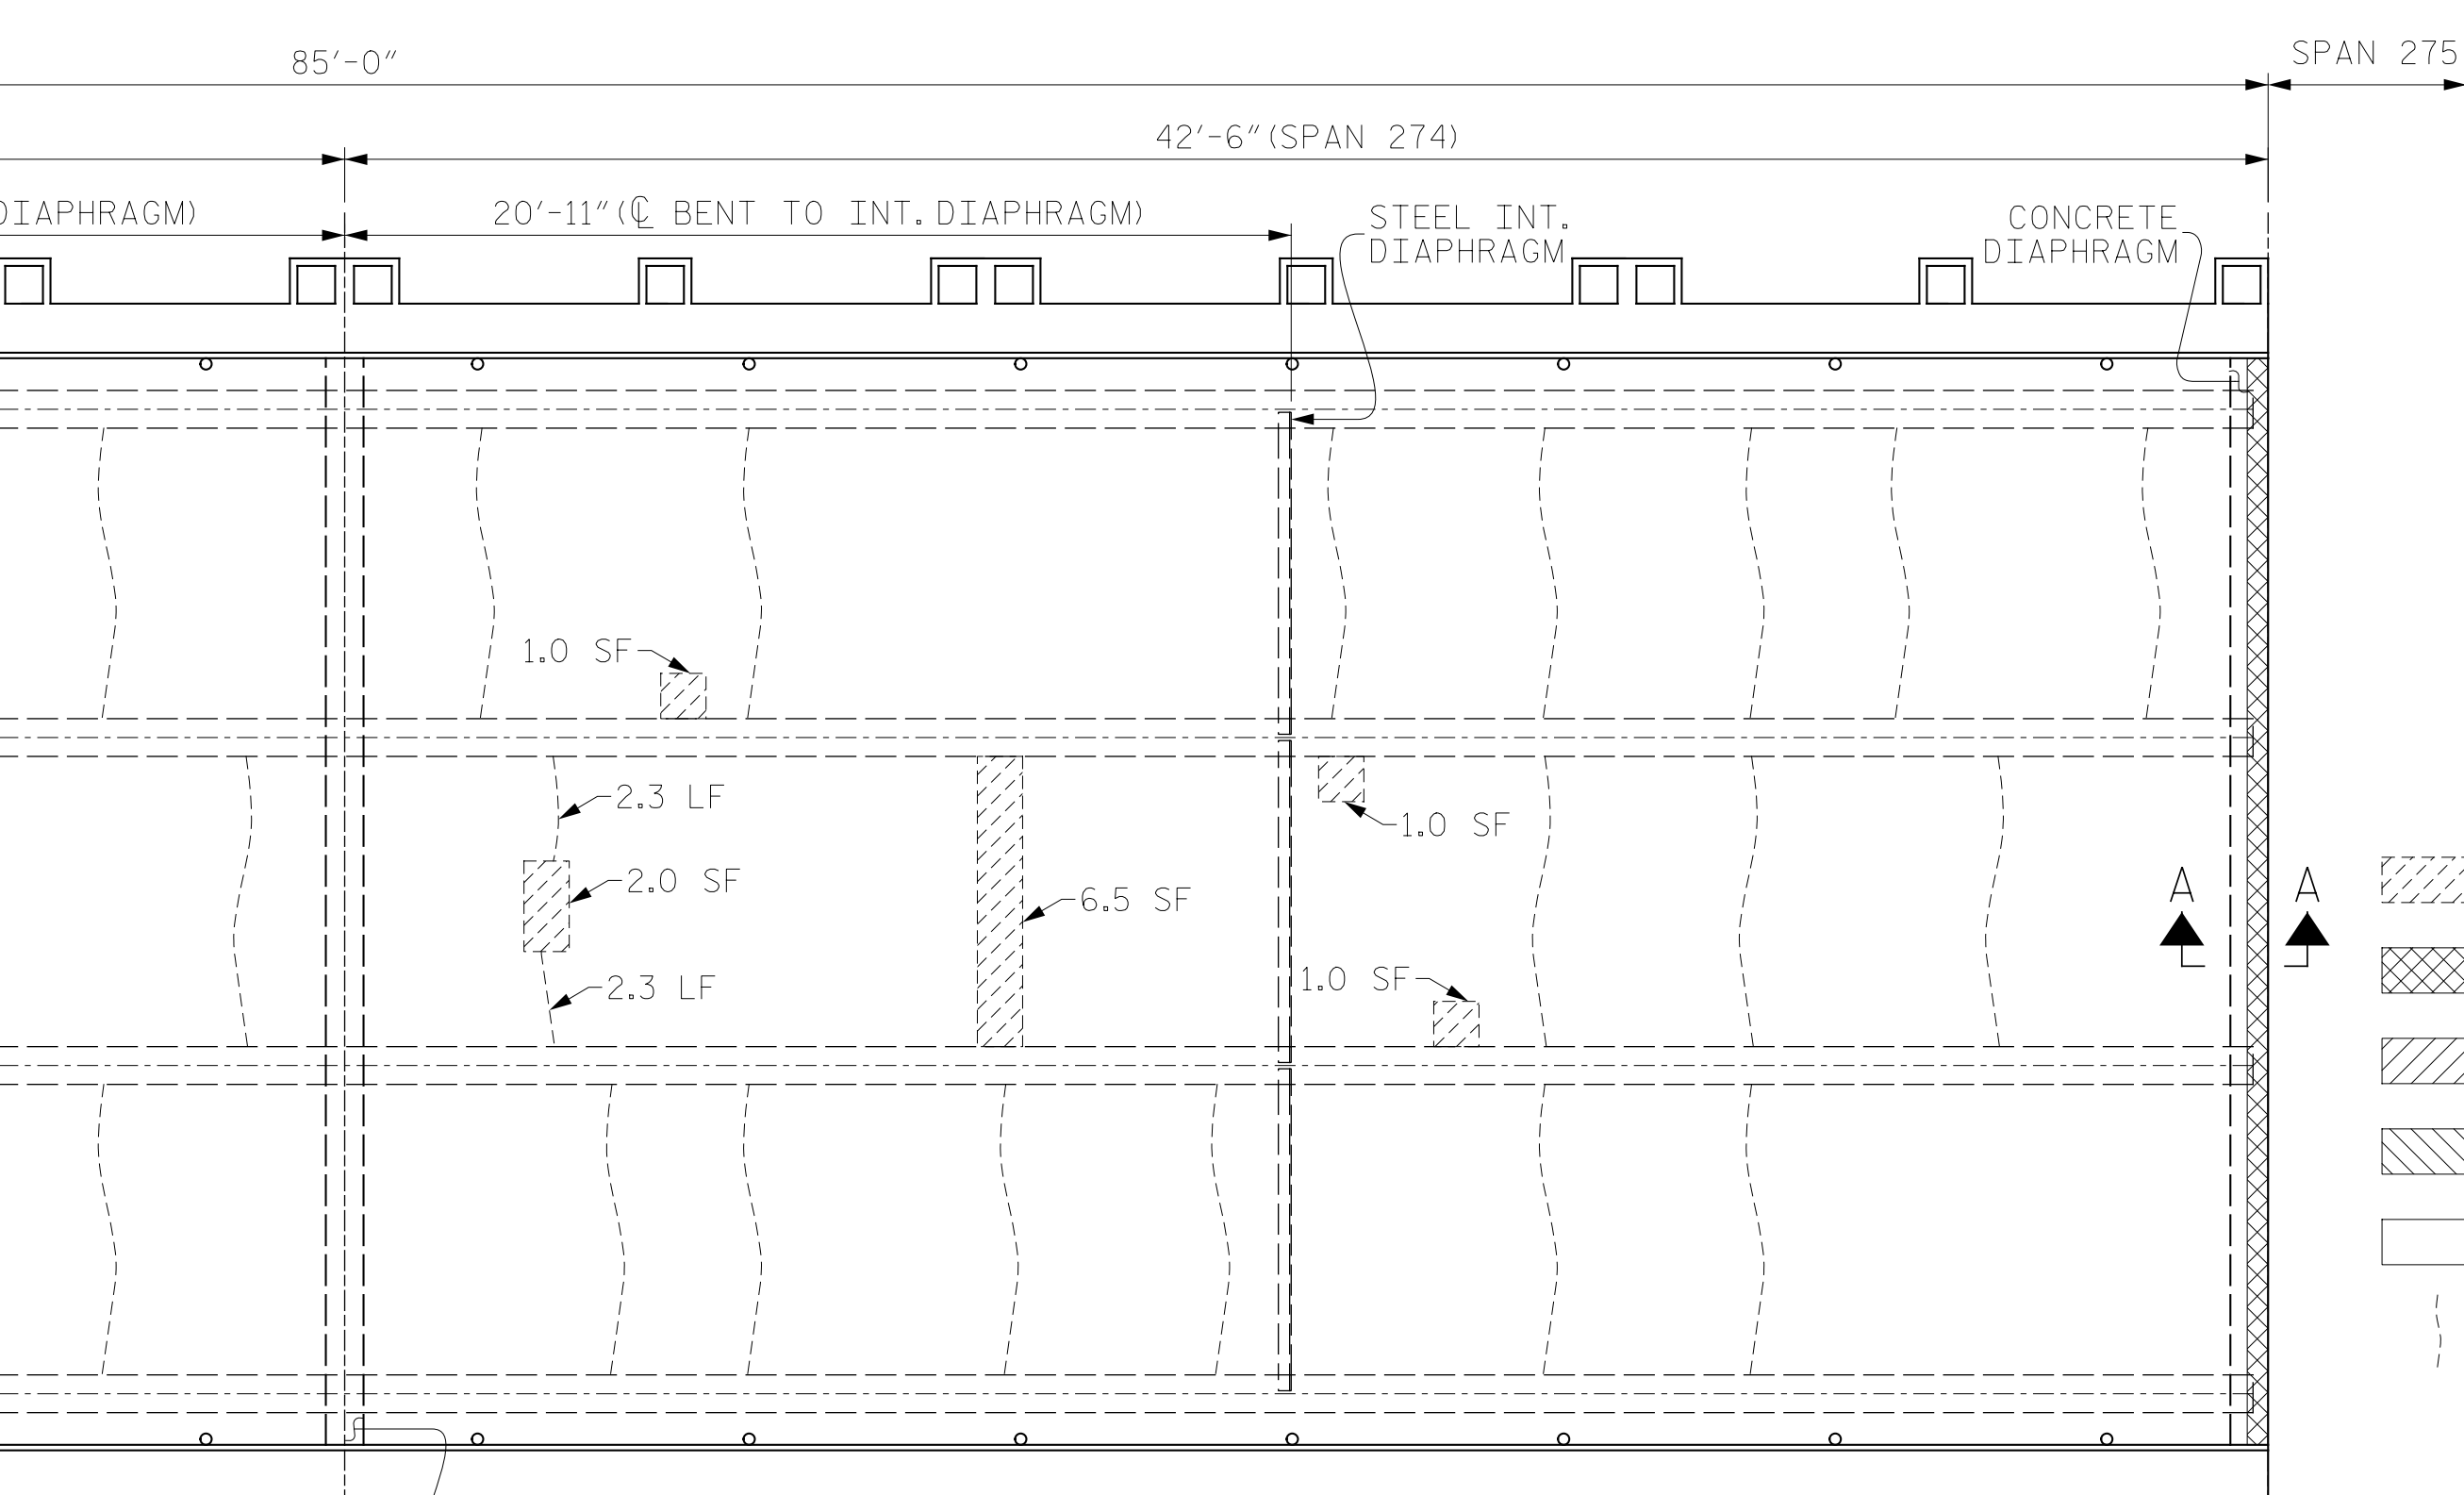 85'-0"
SPAN 275
42'-6"(SPAN 274)
DIAPHRAGM)
20'-11"(℄ BENT TO INT. DIAPHRAGM)
STEEL INT.
DIAPHRAGM
CONCRETE
DIAPHRAGM
1.0 SF
2.3 LF
1.0 SF
2.0 SF
6.5 SF
A A
1.0 SF
2.3 LF